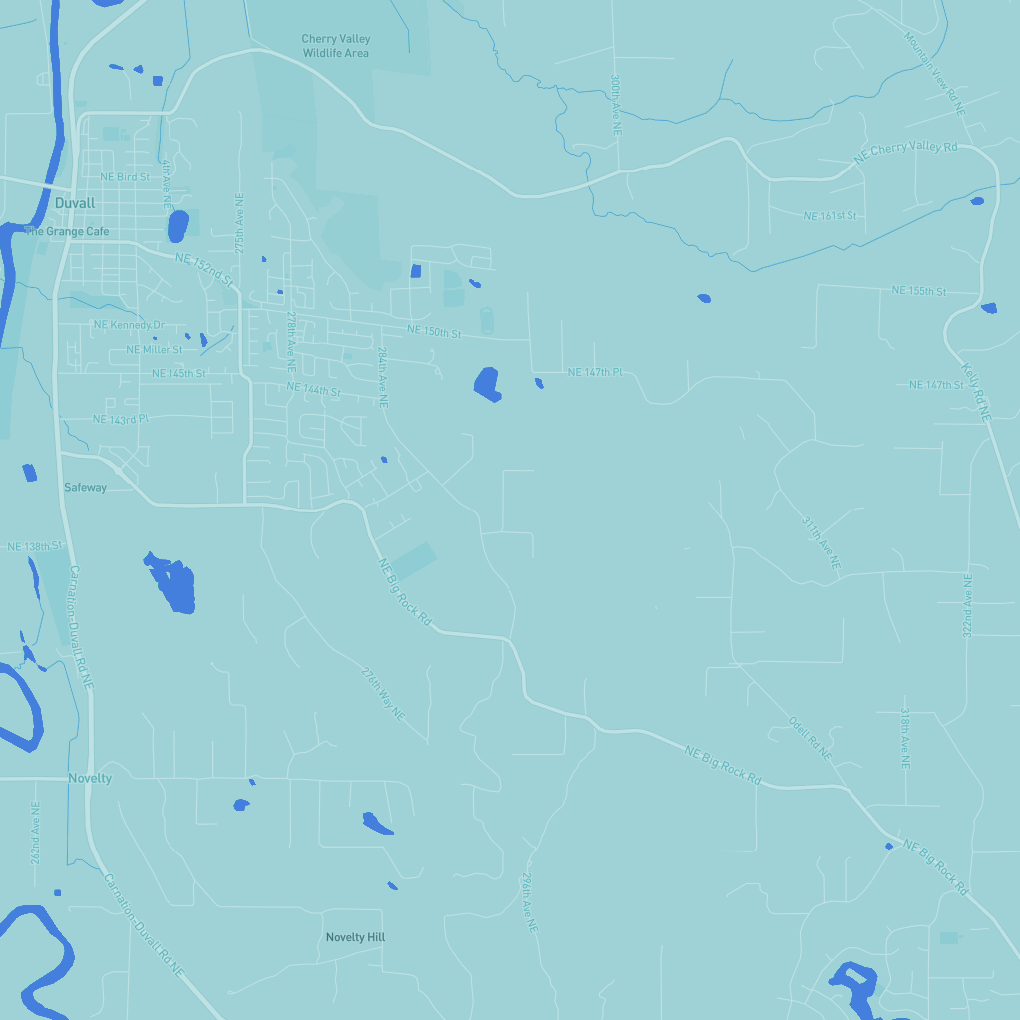 Cherry Valley
Wildlife Area
Mountain View Rd NE
300th Ave NE
NE Cherry Valley Rd
NE Bird St
4th Ave NE
Duvall
275th Ave NE
NE 161st St
The Grange Cafe
NE 152nd St
NE 155th St
NE Kennedy Dr
278th Ave NE
NE 150th St
NE Miller St
284th Ave NE
NE 145th St
NE 147th Pl
NE 144th St
NE 147th St
Kelly Rd NE
NE 143rd Pl
Safeway
311th Ave NE
NE 138th St
Carnation-Duvall Rd NE
NE Big Rock Rd
322nd Ave NE
276th Way NE
318th Ave NE
Odell Rd NE
NE Big Rock Rd
Novelty
262nd Ave NE
NE Big Rock Rd
296th Ave NE
Carnation-Duvall Rd NE
Novelty Hill